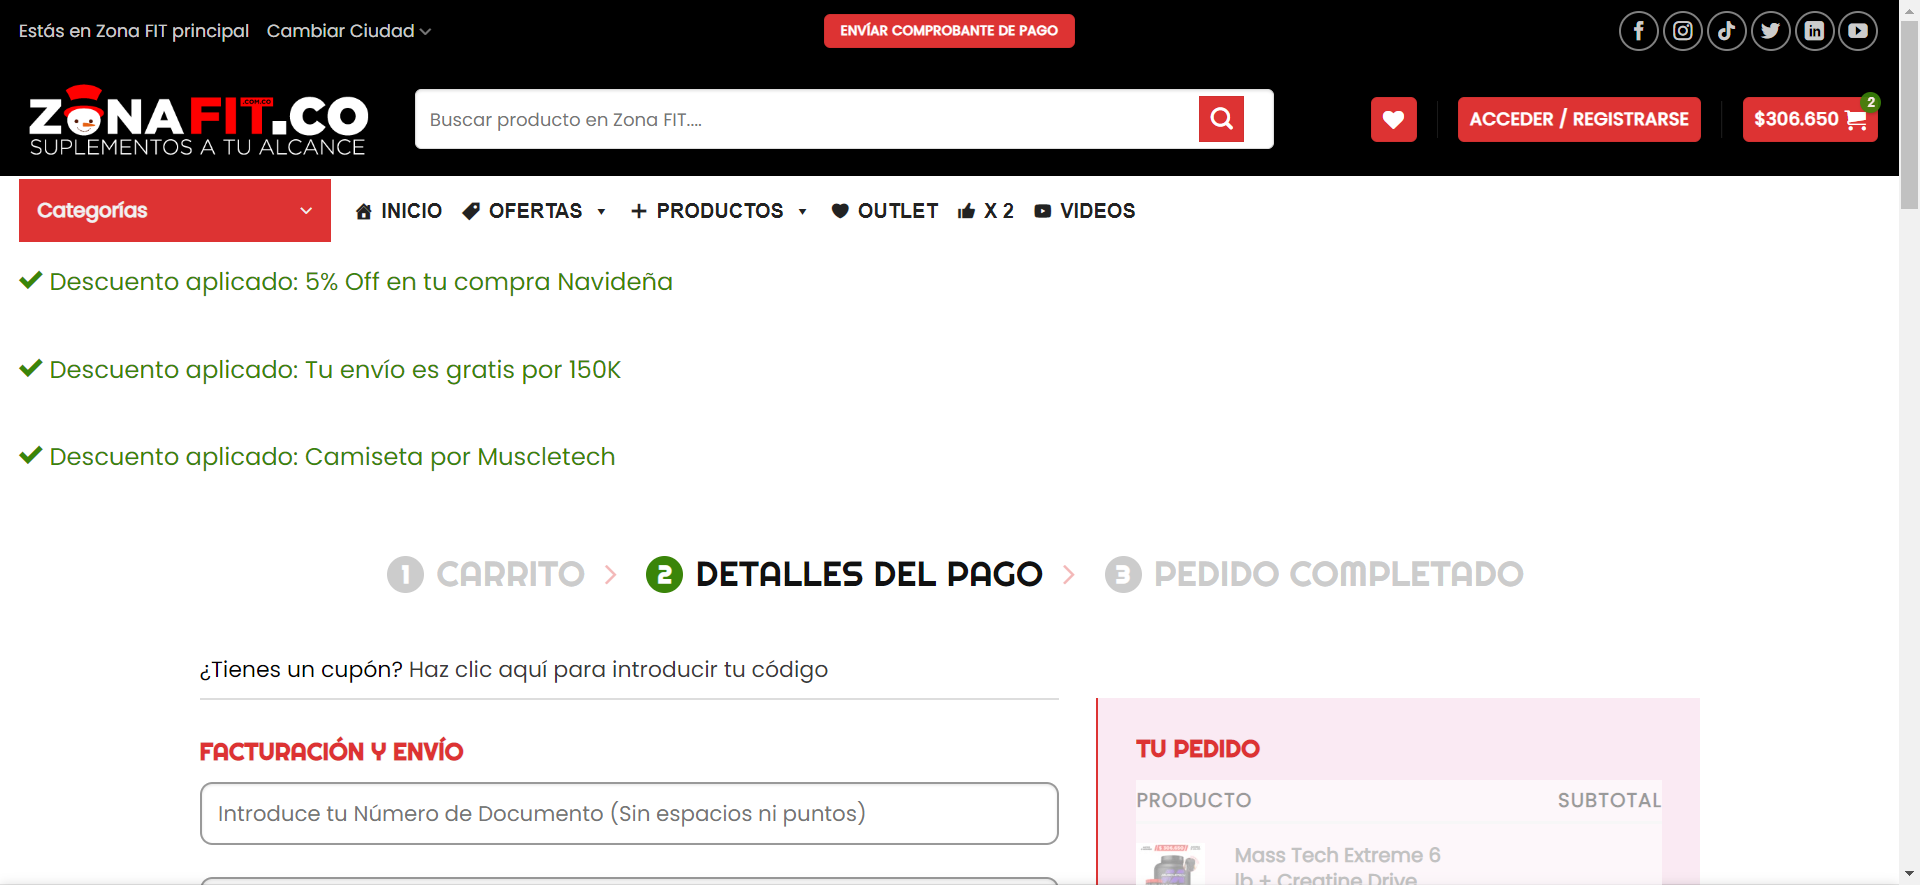 Estás en Zona FIT principal Cambiar Ciudad
ENVÍAR COMPROBANTE DE PAGO
ZONAFIT.CO
.COM.CO
SUPLEMENTOS A TU ALCANCE
Buscar producto en Zona FIT....
ACCEDER / REGISTRARSE
$306.650
2
Categorías
INICIO OFERTAS PRODUCTOS OUTLET X 2 VIDEOS
Descuento aplicado: 5% Off en tu compra Navideña
Descuento aplicado: Tu envío es gratis por 150K
Descuento aplicado: Camiseta por Muscletech
1 CARRITO 2 DETALLES DEL PAGO 3 PEDIDO COMPLETADO
¿Tienes un cupón? Haz clic aquí para introducir tu código
FACTURACIÓN Y ENVÍO
Introduce tu Número de Documento (Sin espacios ni puntos)
TU PEDIDO
PRODUCTO SUBTOTAL
Mass Tech Extreme 6
lb + Creatine Drive